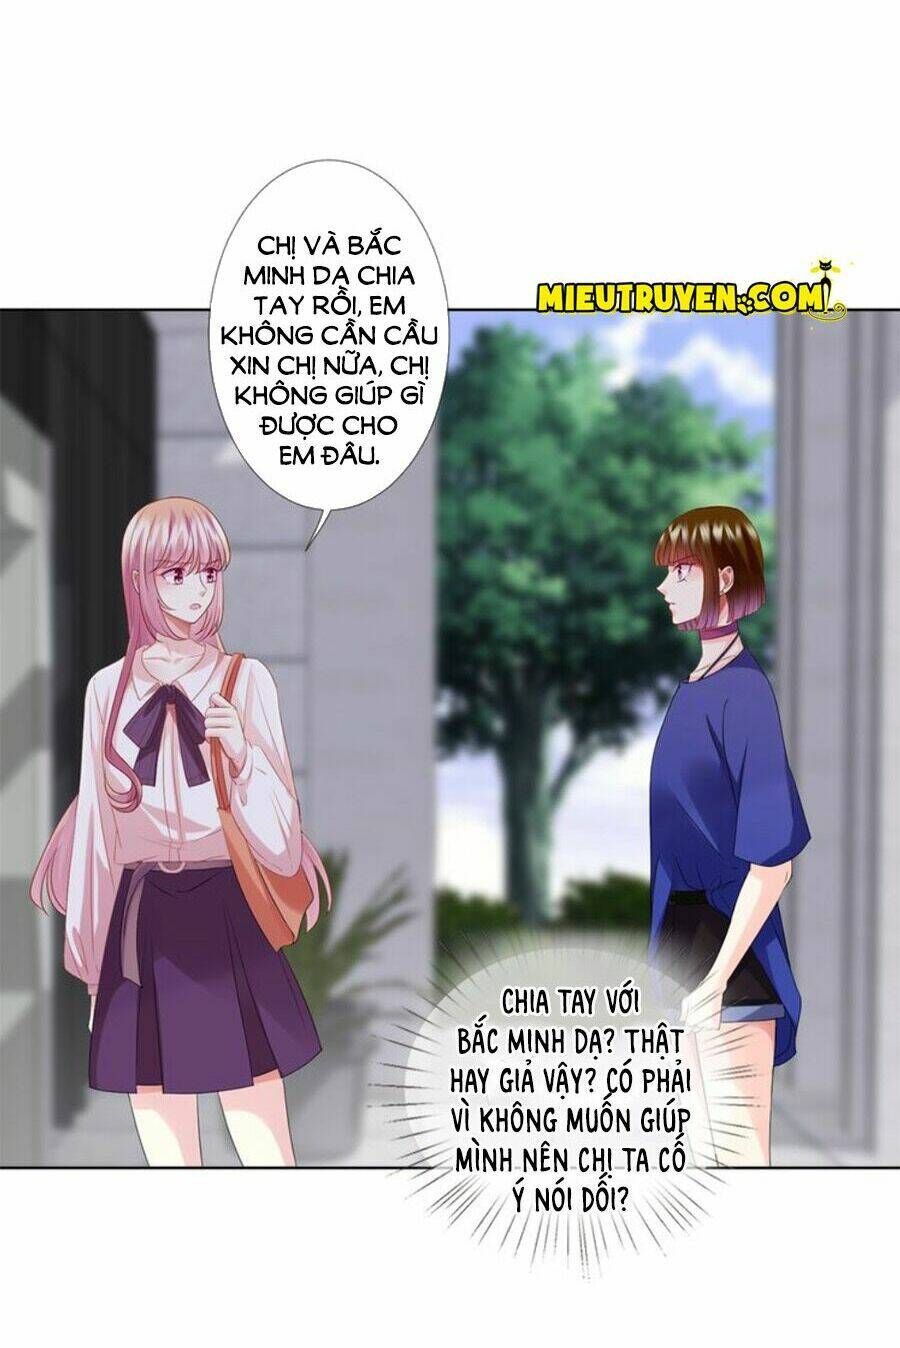 CHỊ VÀ BẮC
MINH DẠ CHIA
TAY RỒI, EM
KHÔNG CẦN CẦU
XIN CHỊ NỮA, CHỊ
KHÔNG GIÚP GÌ
ĐƯỢC CHO
EM ĐÂU.
MIEUTRUYEN.COM
CHIA TAY VỚI
BẮC MINH DẠ? THẬT
HAY GIẢ VẬY? CÓ PHẢI
VÌ KHÔNG MUỐN GIÚP
MÌNH NÊN CHỊ TA CỐ
Ý NÓI DỐI?